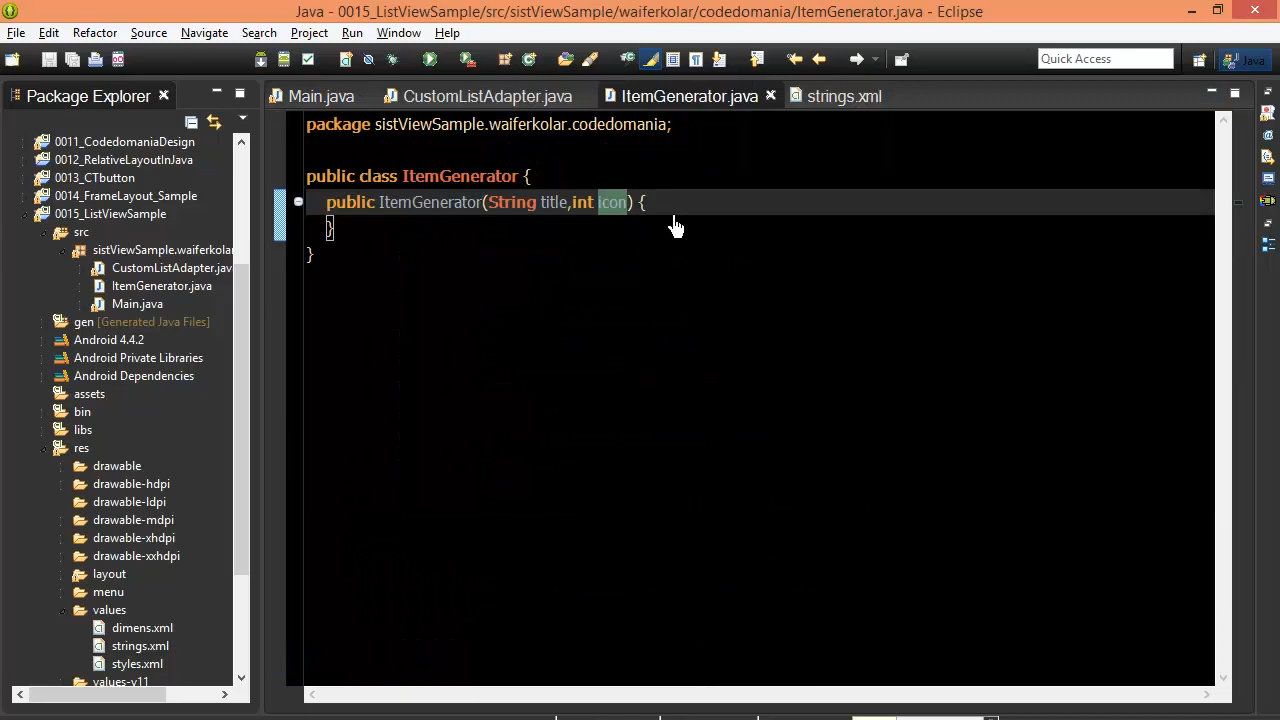 Java - 0015_ListViewSample/src/sistViewSample/waiferkolar/codedomania/ItemGenerator.java - Eclipse
File Edit Refactor Source Navigate Search Project Run Window Help
Quick Access
Java
Package Explorer
Main.java CustomListAdapter.java ItemGenerator.java strings.xml
0011_CodedomaniaDesign
0012_RelativeLayoutInJava
0013_CTbutton
0014_FrameLayout_Sample
0015_ListViewSample
src
sistViewSample.waiferkolar
CustomListAdapter.jav
ItemGenerator.java
Main.java
gen [Generated Java Files]
Android 4.4.2
Android Private Libraries
Android Dependencies
assets
bin
libs
res
drawable
drawable-hdpi
drawable-ldpi
drawable-mdpi
drawable-xhdpi
drawable-xxhdpi
layout
menu
values
dimens.xml
strings.xml
styles.xml
values-v11
package sistViewSample.waiferkolar.codedomania;
public class ItemGenerator {
public ItemGenerator(String title,int icon) {
}
}